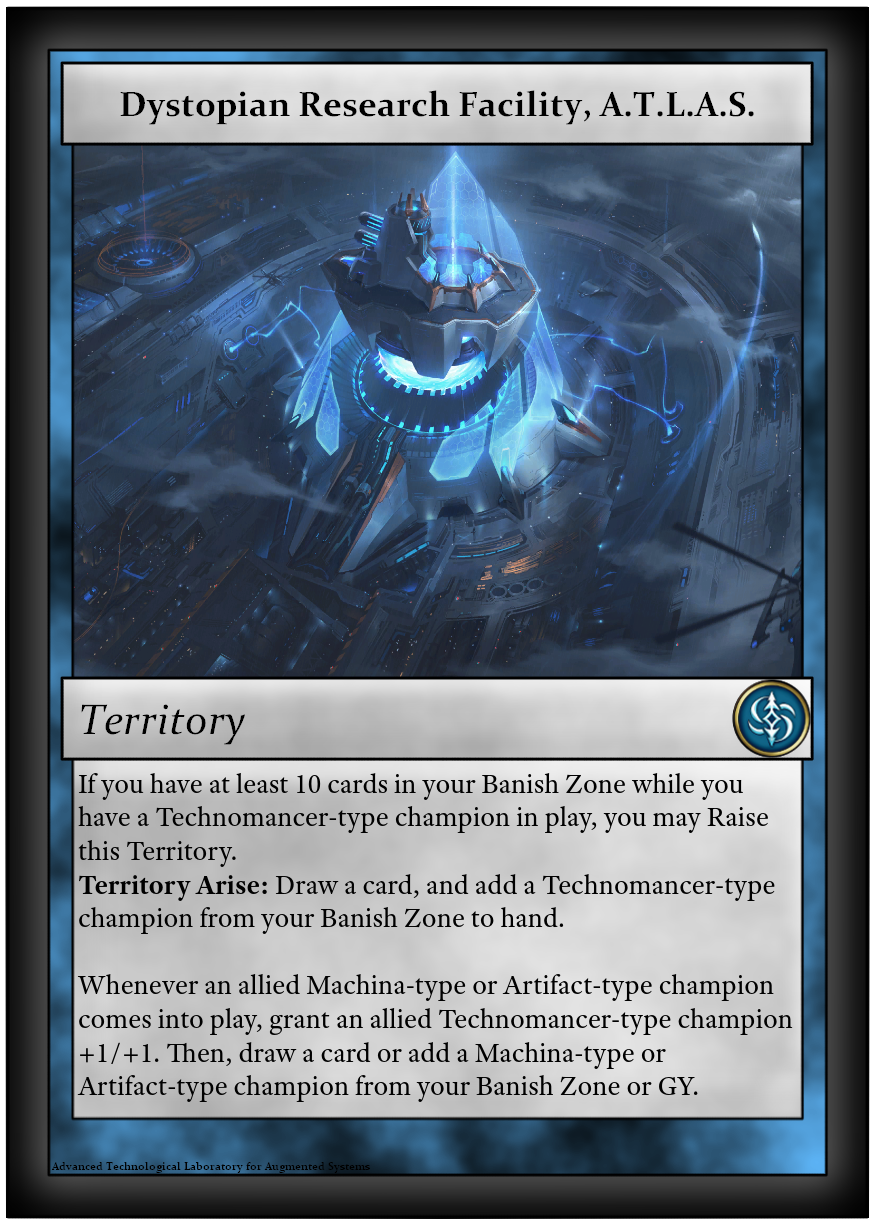 Dystopian Research Facility, A.T.L.A.S.
Territory
If you have at least 10 cards in your Banish Zone while you
have a Technomancer-type champion in play, you may Raise
this Territory.
Territory Arise: Draw a card, and add a Technomancer-type
champion from your Banish Zone to hand.
Whenever an allied Machina-type or Artifact-type champion
comes into play, grant an allied Technomancer-type champion
+1/+1. Then, draw a card or add a Machina-type or
Artifact-type champion from your Banish Zone or GY.
Advanced Technological Laboratory for Augmented Systems